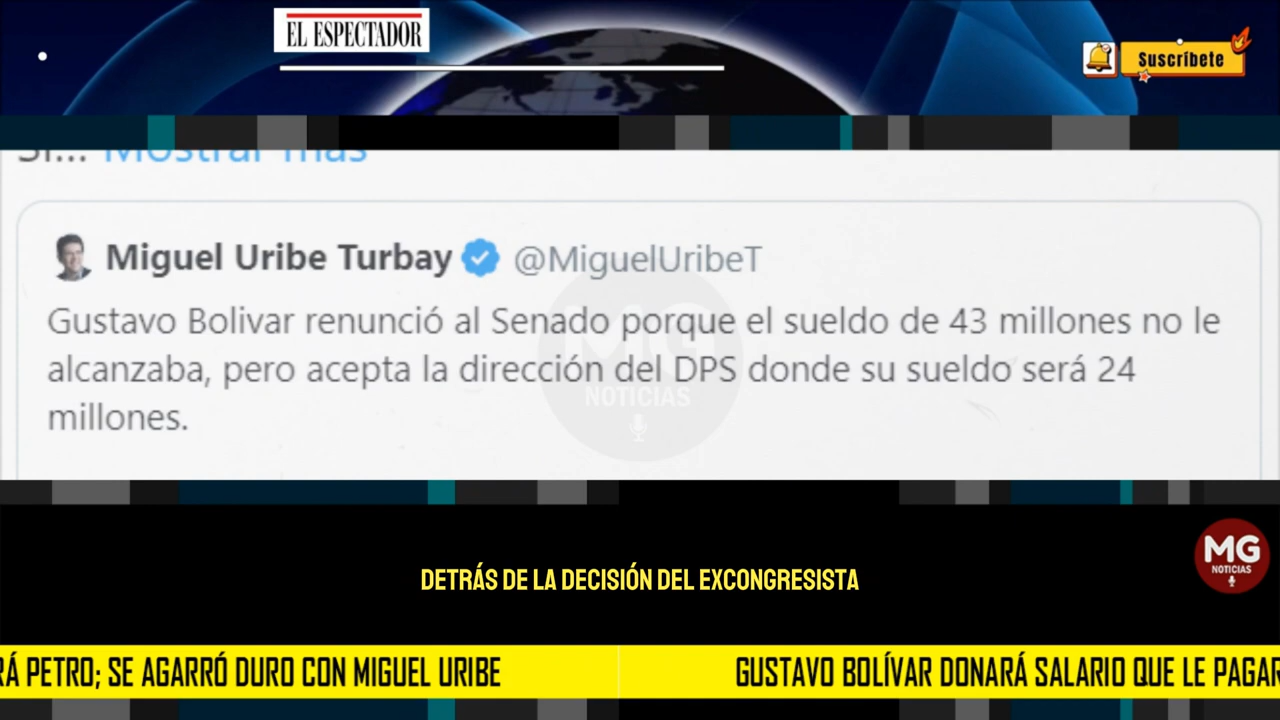 EL ESPECTADOR
Suscríbete
Si... Mostrar más
Miguel Uribe Turbay @MiguelUribeT
Gustavo Bolivar renunció al Senado porque el sueldo de 43 millones no le
alcanzaba, pero acepta la dirección del DPS donde su sueldo será 24
millones.
MG
NOTICIAS
DETRÁS DE LA DECISIÓN DEL EXCONGRESISTA
MG
NOTICIAS
RÁ PETRO; SE AGARRÓ DURO CON MIGUEL URIBE
GUSTAVO BOLÍVAR DONARÁ SALARIO QUE LE PAGAR